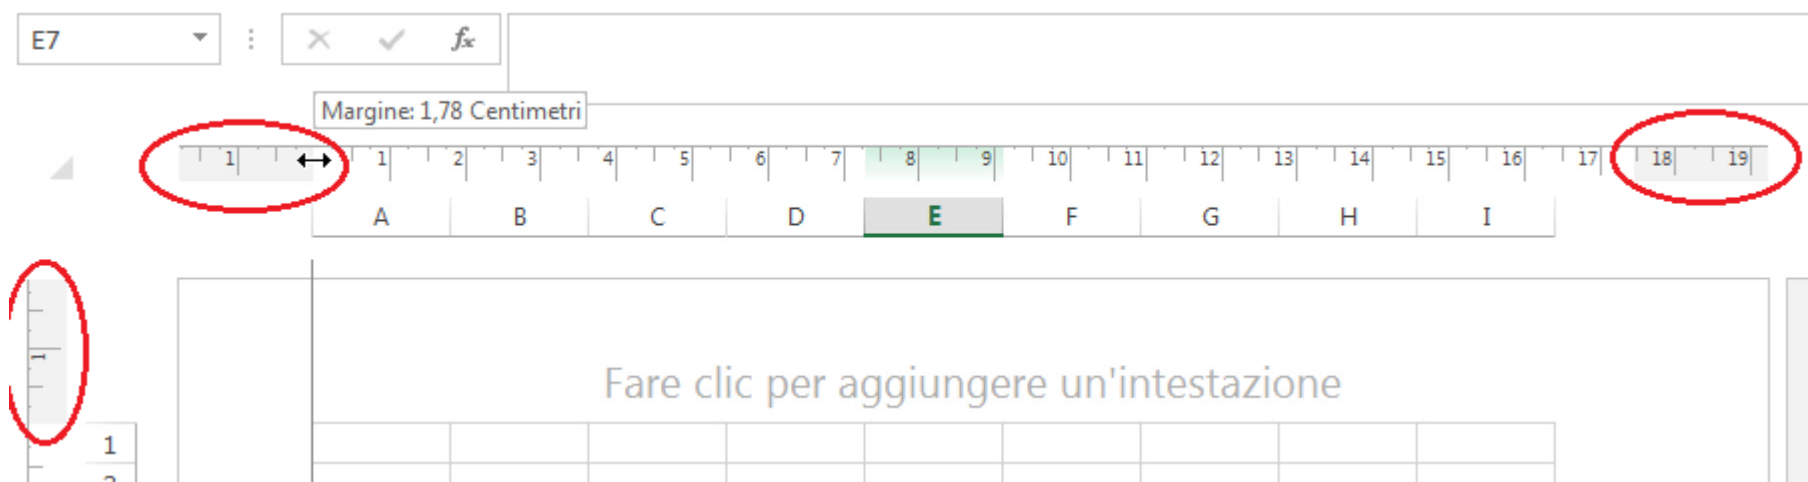 E7 fx
Margine: 1,78 Centimetri
1 1 2 3 4 5 6 7 8 9 10 11 12 13 14 15 16 17 18 19
A B C D E F G H I
1
Fare clic per aggiungere un'intestazione
1
2